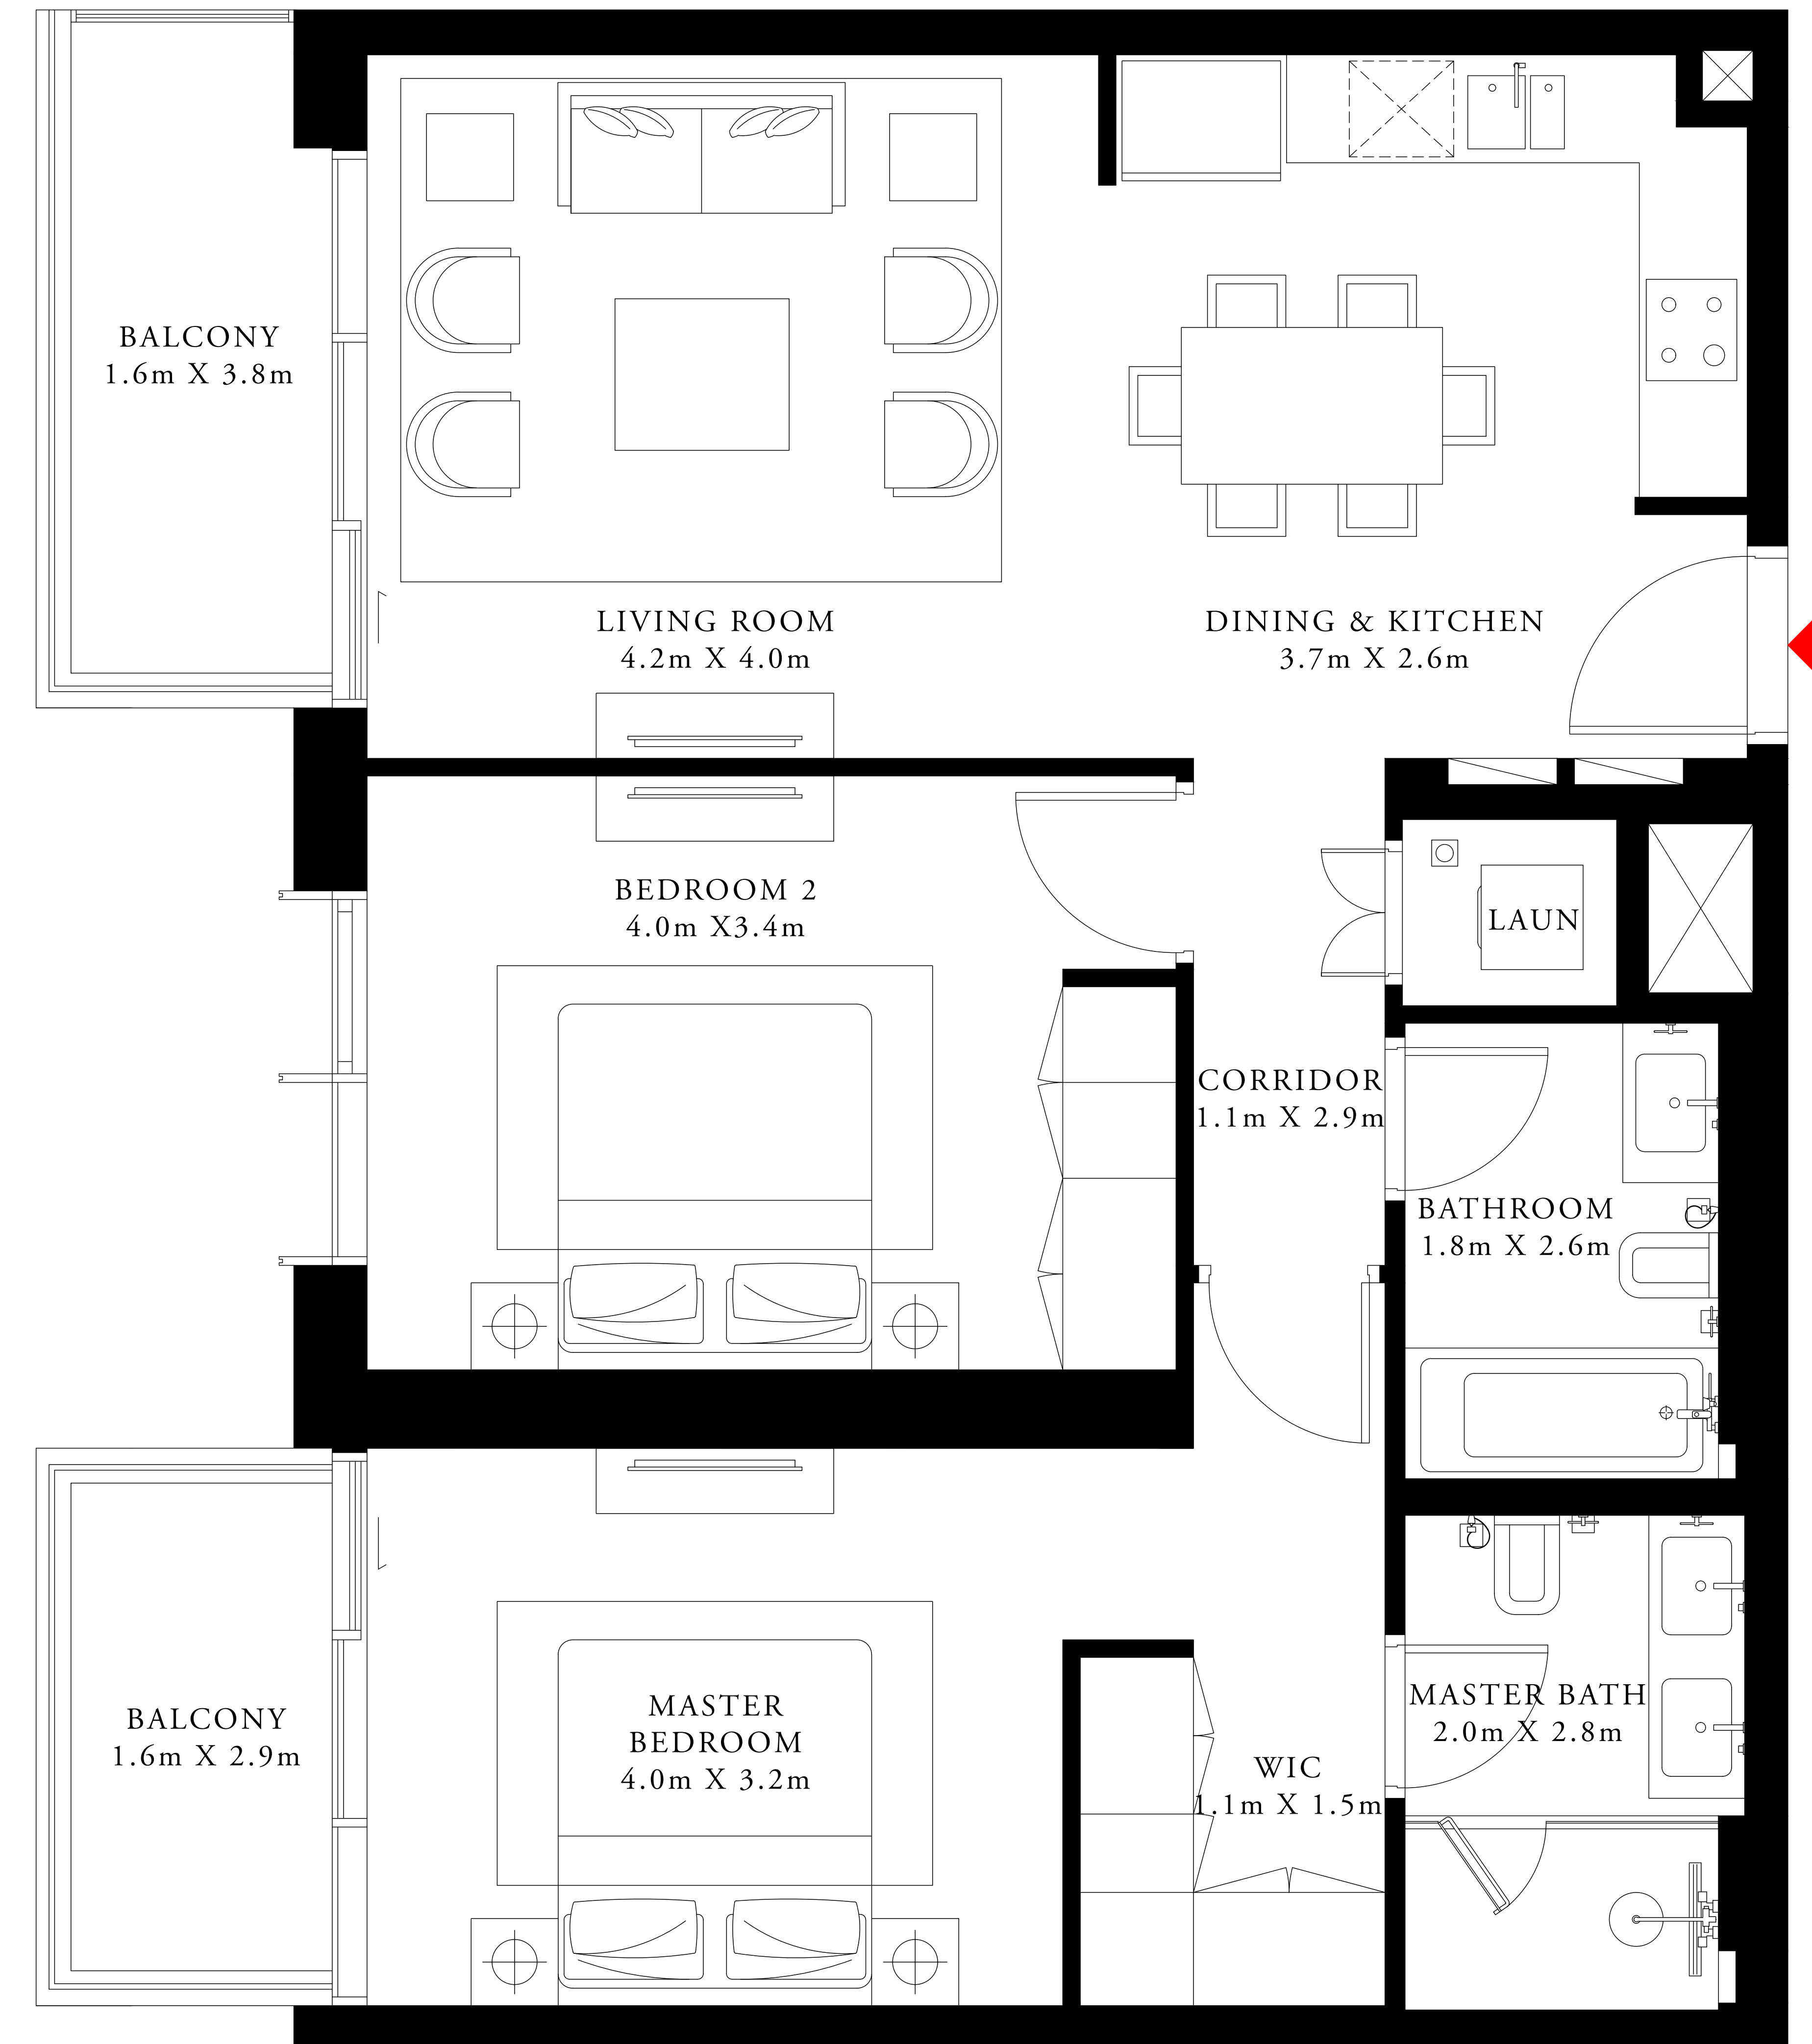 BALCONY
1.6m X 3.8m
LIVING ROOM
4.2m X 4.0m
DINING & KITCHEN
3.7m X 2.6m
BEDROOM 2
4.0m X3.4m
LAUN
CORRIDOR
1.1m X 2.9m
BATHROOM
1.8m X 2.6m
BALCONY
1.6m X 2.9m
MASTER
BEDROOM
4.0m X 3.2m
WIC
1.1m X 1.5m
MASTER BATH
2.0m X 2.8m